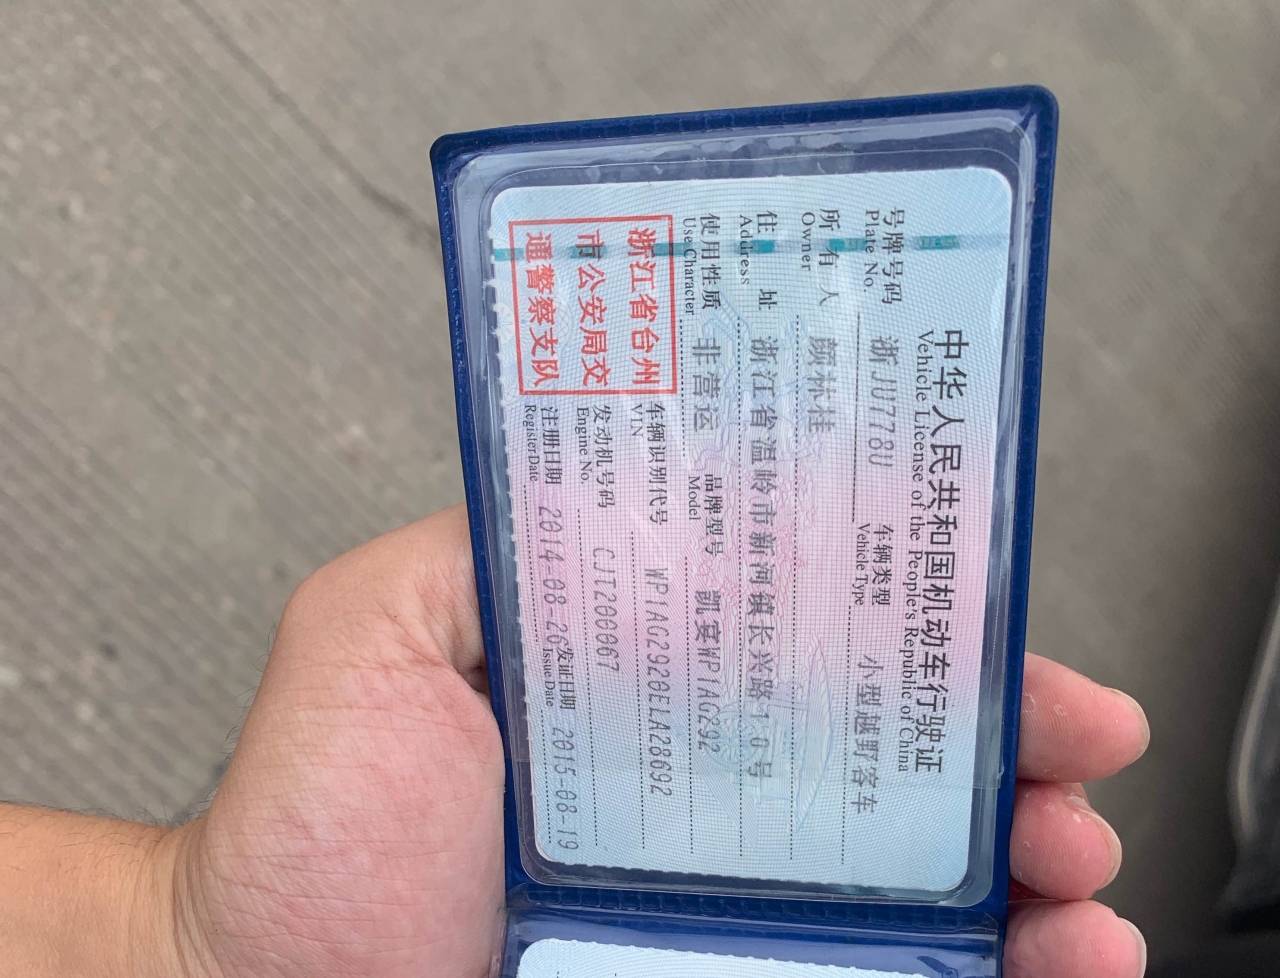 中华人民共和国机动车行驶证
Vehicle License of the People's Republic of China
号牌号码 浙JU778U 车辆类型 小型越野客车
Plate No. Vehicle Type
所有人 颜林桂
Owner
住址 浙江省温岭市新河镇长兴路10号
Address
使用性质 非营运 品牌型号 凯宴WP1AG292
Use Character Model
浙江省台州
市公安局交
通警察支队
车辆识别代号 WP1AG2920ELA28692
VIN
发动机号码 CJT200067
Engine No.
注册日期 2014-08-26 发证日期 2015-08-19
Register Date Issue Date